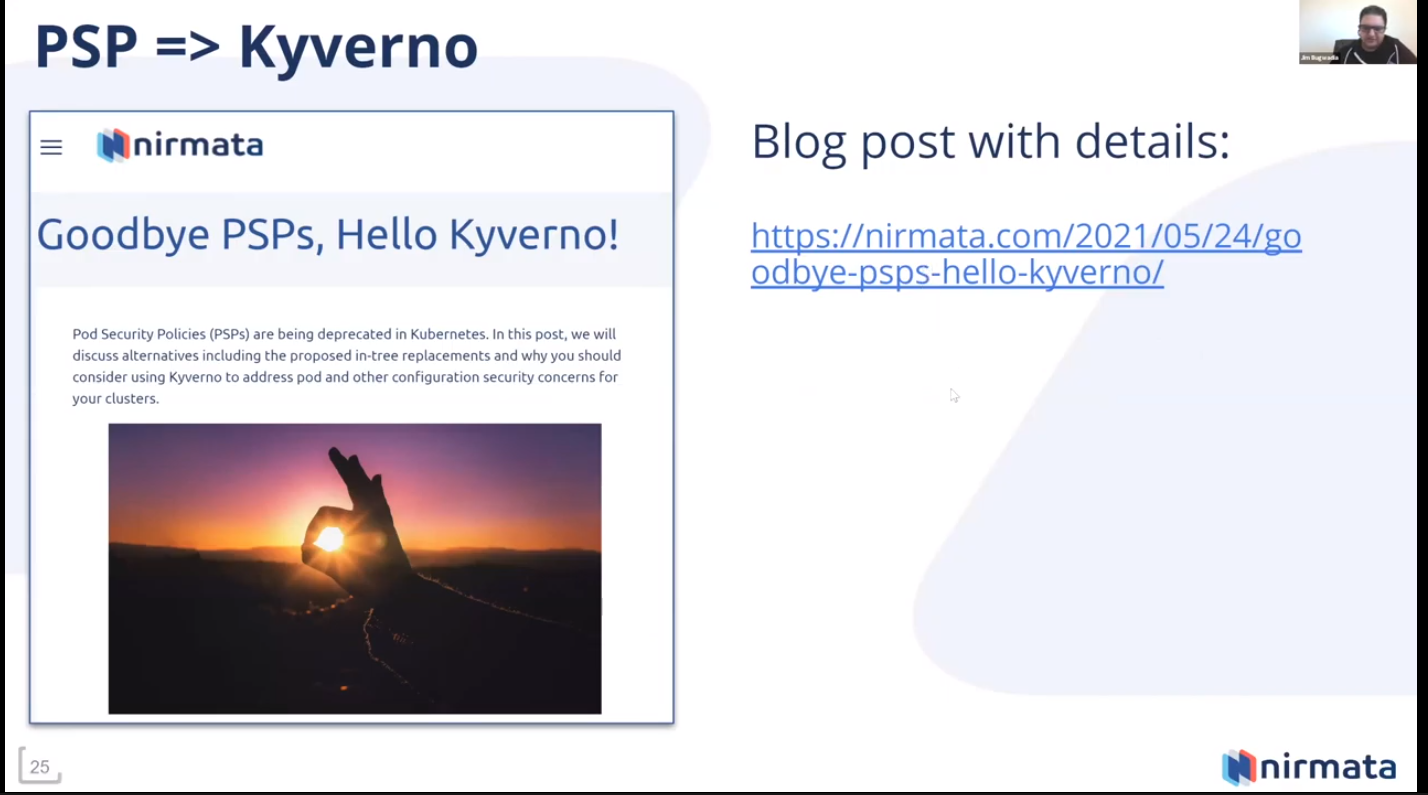 PSP => Kyverno
Jim Bugwadia
nirmata
Goodbye PSPs, Hello Kyverno!
Pod Security Policies (PSPs) are being deprecated in Kubernetes. In this post, we will
discuss alternatives including the proposed in-tree replacements and why you should
consider using Kyverno to address pod and other configuration security concerns for
your clusters.
Blog post with details:
https://nirmata.com/2021/05/24/go
odbye-psps-hello-kyverno/
25
nirmata